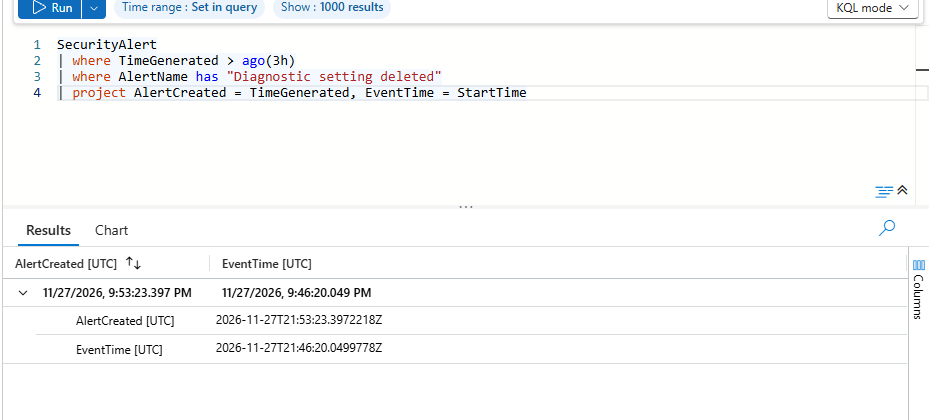 Run Time range : Set in query Show : 1000 results KQL mode
1 SecurityAlert
2 | where TimeGenerated > ago(3h)
3 | where AlertName has "Diagnostic setting deleted"
4 | project AlertCreated = TimeGenerated, EventTime = StartTime
Results Chart
AlertCreated [UTC] EventTime [UTC]
11/27/2026, 9:53:23.397 PM 11/27/2026, 9:46:20.049 PM
AlertCreated [UTC] 2026-11-27T21:53:23.3972218Z
EventTime [UTC] 2026-11-27T21:46:20.0499778Z
Columns